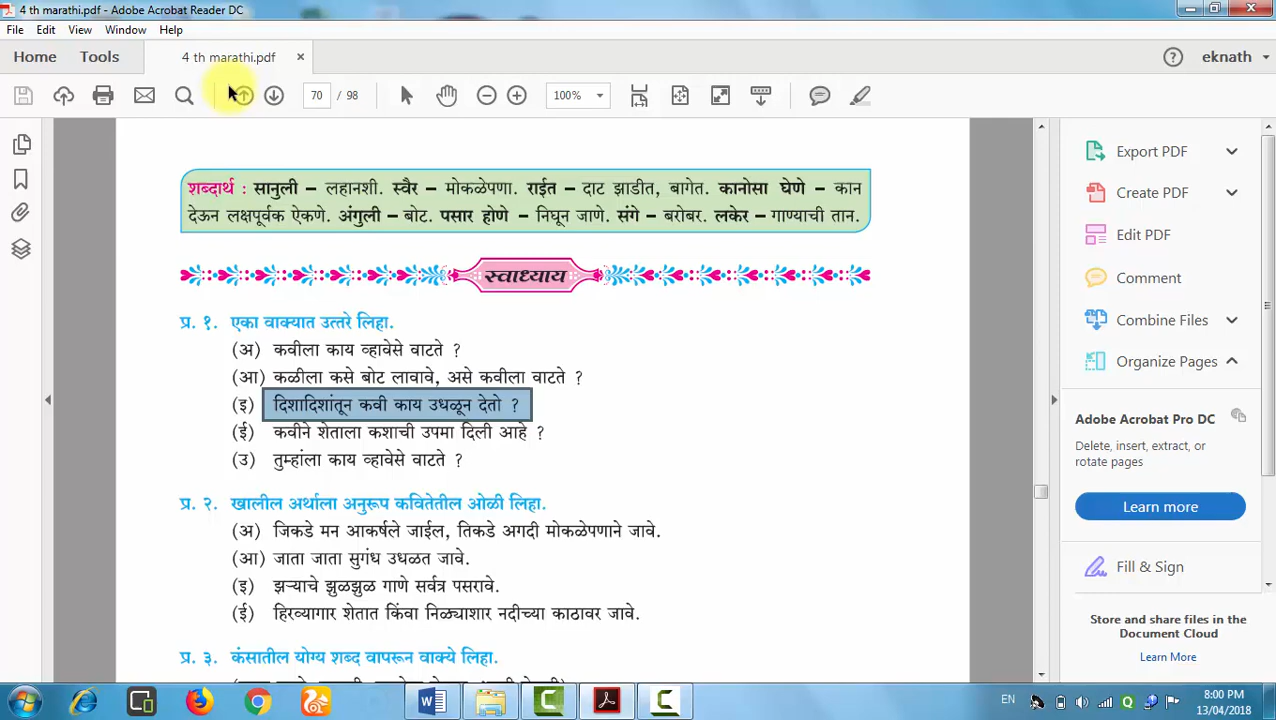 4 th marathi.pdf - Adobe Acrobat Reader DC
File Edit View Window Help
Home Tools 4 th marathi.pdf × eknath
70 / 98 100%
शब्दार्थ : सानुली – लहानशी. स्वैर – मोकळेपणा. राईत – दाट झाडीत, बागेत. कानोसा घेणे – कान
देऊन लक्षपूर्वक ऐकणे. अंगुली – बोट. पसार होणे – निघून जाणे. संगे – बरोबर. लकेर – गाण्याची तान.
स्वाध्याय
प्र. १. एका वाक्यात उत्तरे लिहा.
(अ) कवीला काय व्हावेसे वाटते ?
(आ) कळीला कसे बोट लावावे, असे कवीला वाटते ?
(इ) दिशादिशांतून कवी काय उधळून देतो ?
(ई) कवीने शेताला कशाची उपमा दिली आहे ?
(उ) तुम्हांला काय व्हावेसे वाटते ?
प्र. २. खालील अर्थाला अनुरूप कवितेतील ओळी लिहा.
(अ) जिकडे मन आकर्षले जाईल, तिकडे अगदी मोकळेपणाने जावे.
(आ) जाता जाता सुगंध उधळत जावे.
(इ) झऱ्याचे झुळझुळ गाणे सर्वत्र पसरावे.
(ई) हिरव्यागार शेतात किंवा निळ्याशार नदीच्या काठावर जावे.
प्र. ३. कंसातील योग्य शब्द वापरून वाक्ये लिहा.
Export PDF
Create PDF
Edit PDF
Comment
Combine Files
Organize Pages
Adobe Acrobat Pro DC
Delete, insert, extract, or
rotate pages
Learn more
Fill & Sign
Store and share files in the
Document Cloud
Learn More
EN 8:00 PM
13/04/2018